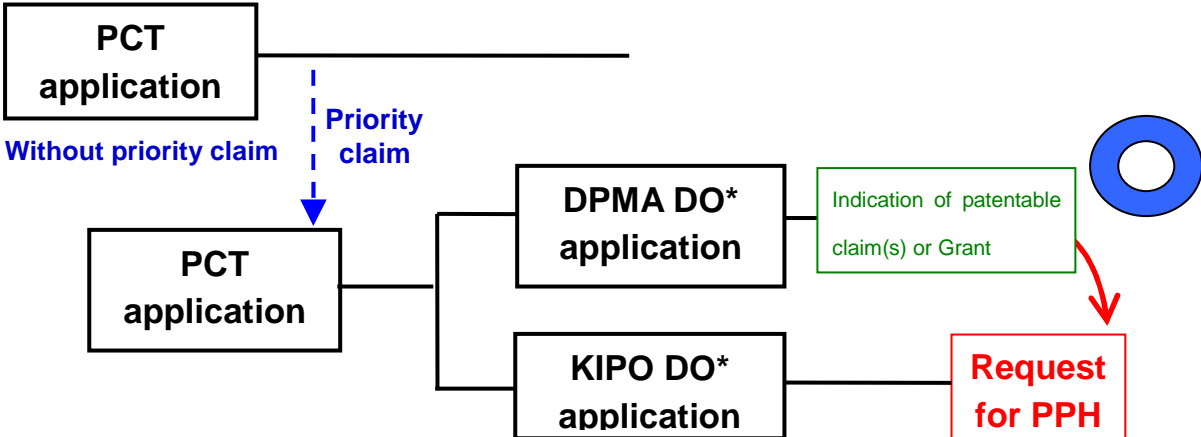 PCT
application
Without priority claim
Priority
claim
PCT
application
DPMA DO*
application
Indication of patentable
claim(s) or Grant
KIPO DO*
application
Request
for PPH